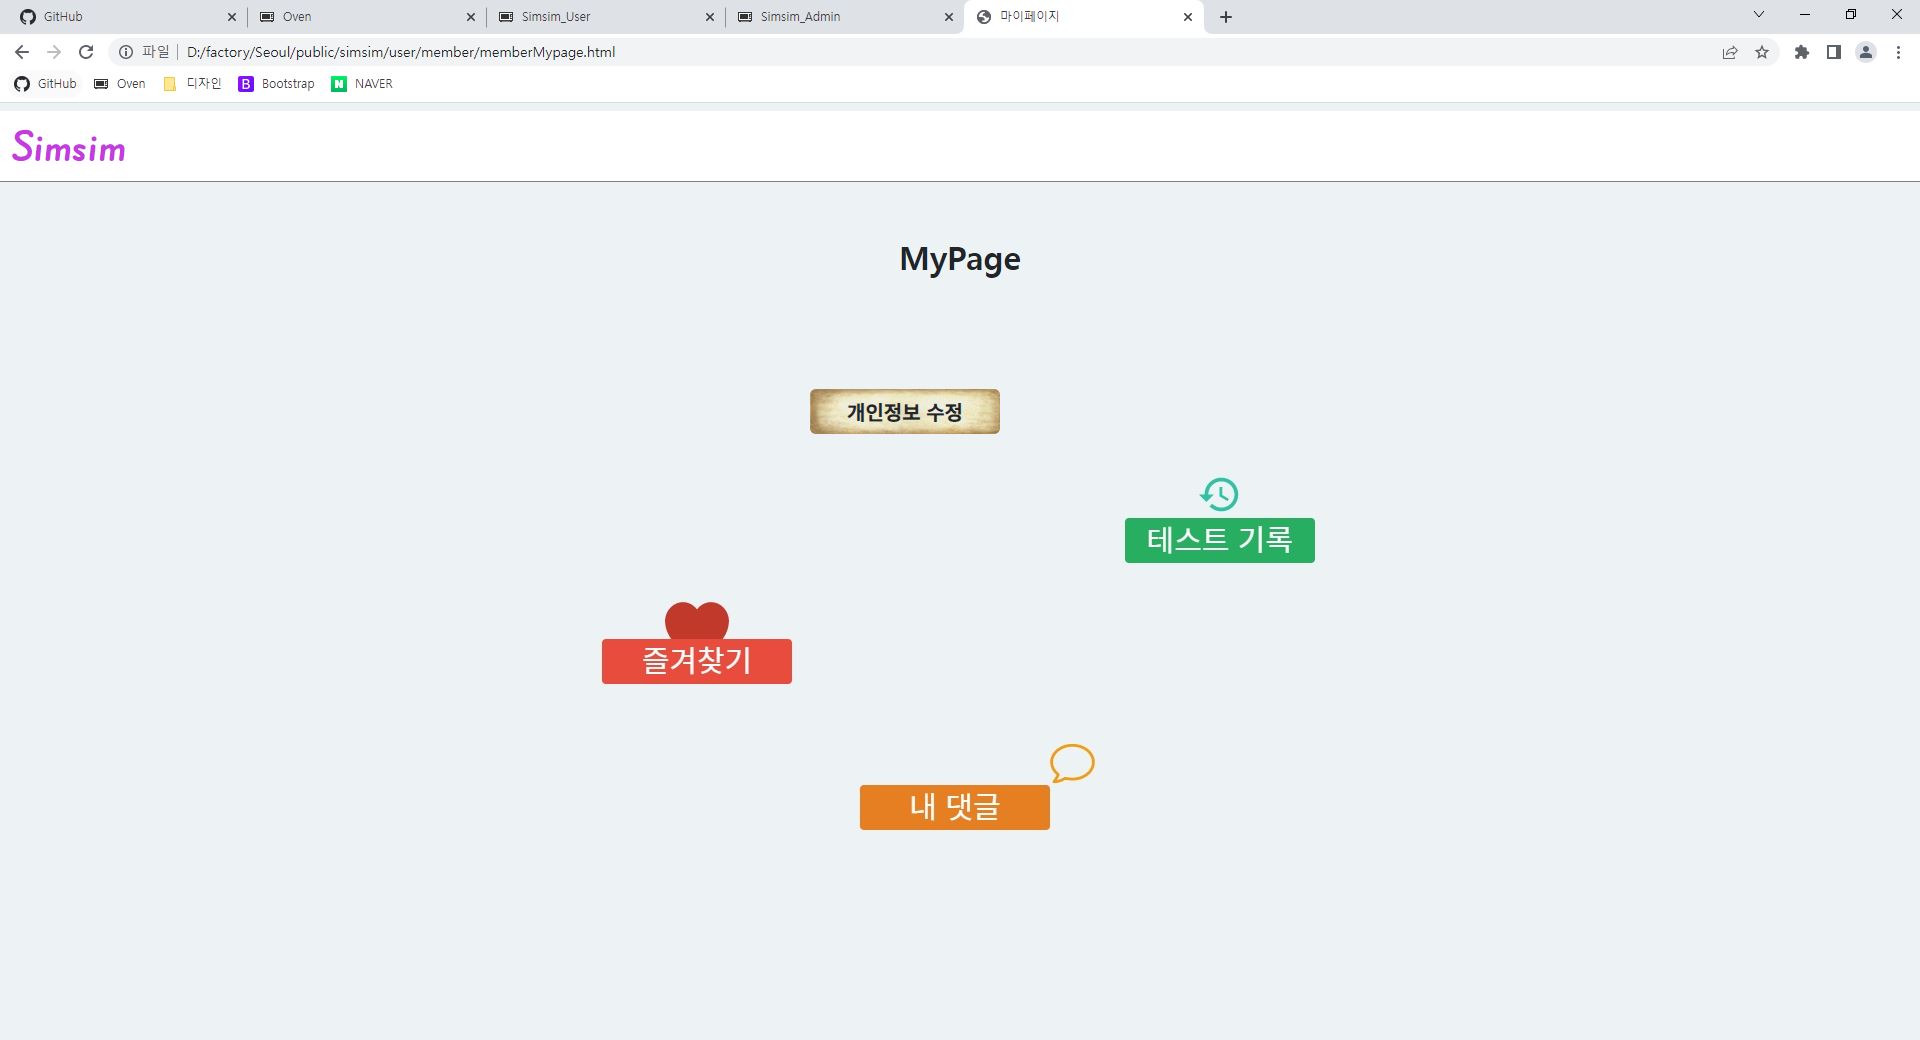 GitHub
Oven
Simsim_User
Simsim_Admin
마이페이지
파일
D:/factory/Seoul/public/simsim/user/member/memberMypage.html
GitHub
Oven
디자인
B
Bootstrap
N
NAVER
Simsim
MyPage
개인정보 수정
테스트 기록
즐겨찾기
내 댓글